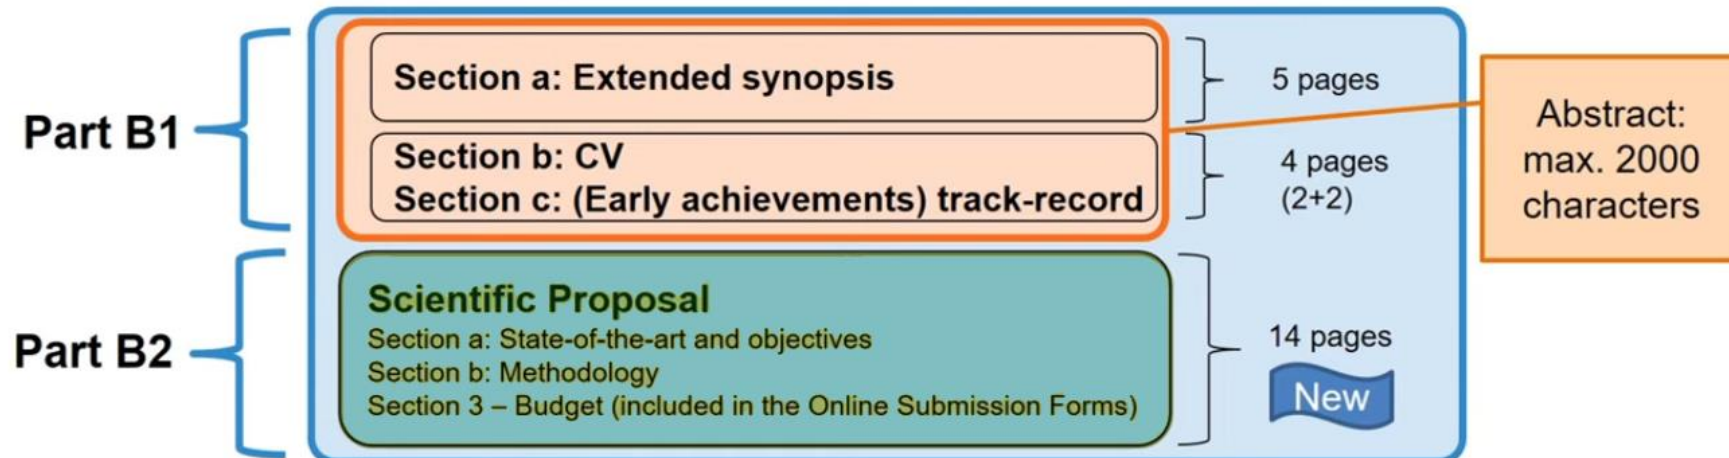 Part B1
Section a: Extended synopsis
5 pages
Section b: CV
Section c: (Early achievements) track-record
4 pages
(2+2)
Abstract:
max. 2000
characters
Part B2
Scientific Proposal
Section a: State-of-the-art and objectives
Section b: Methodology
Section 3 – Budget (included in the Online Submission Forms)
14 pages
New